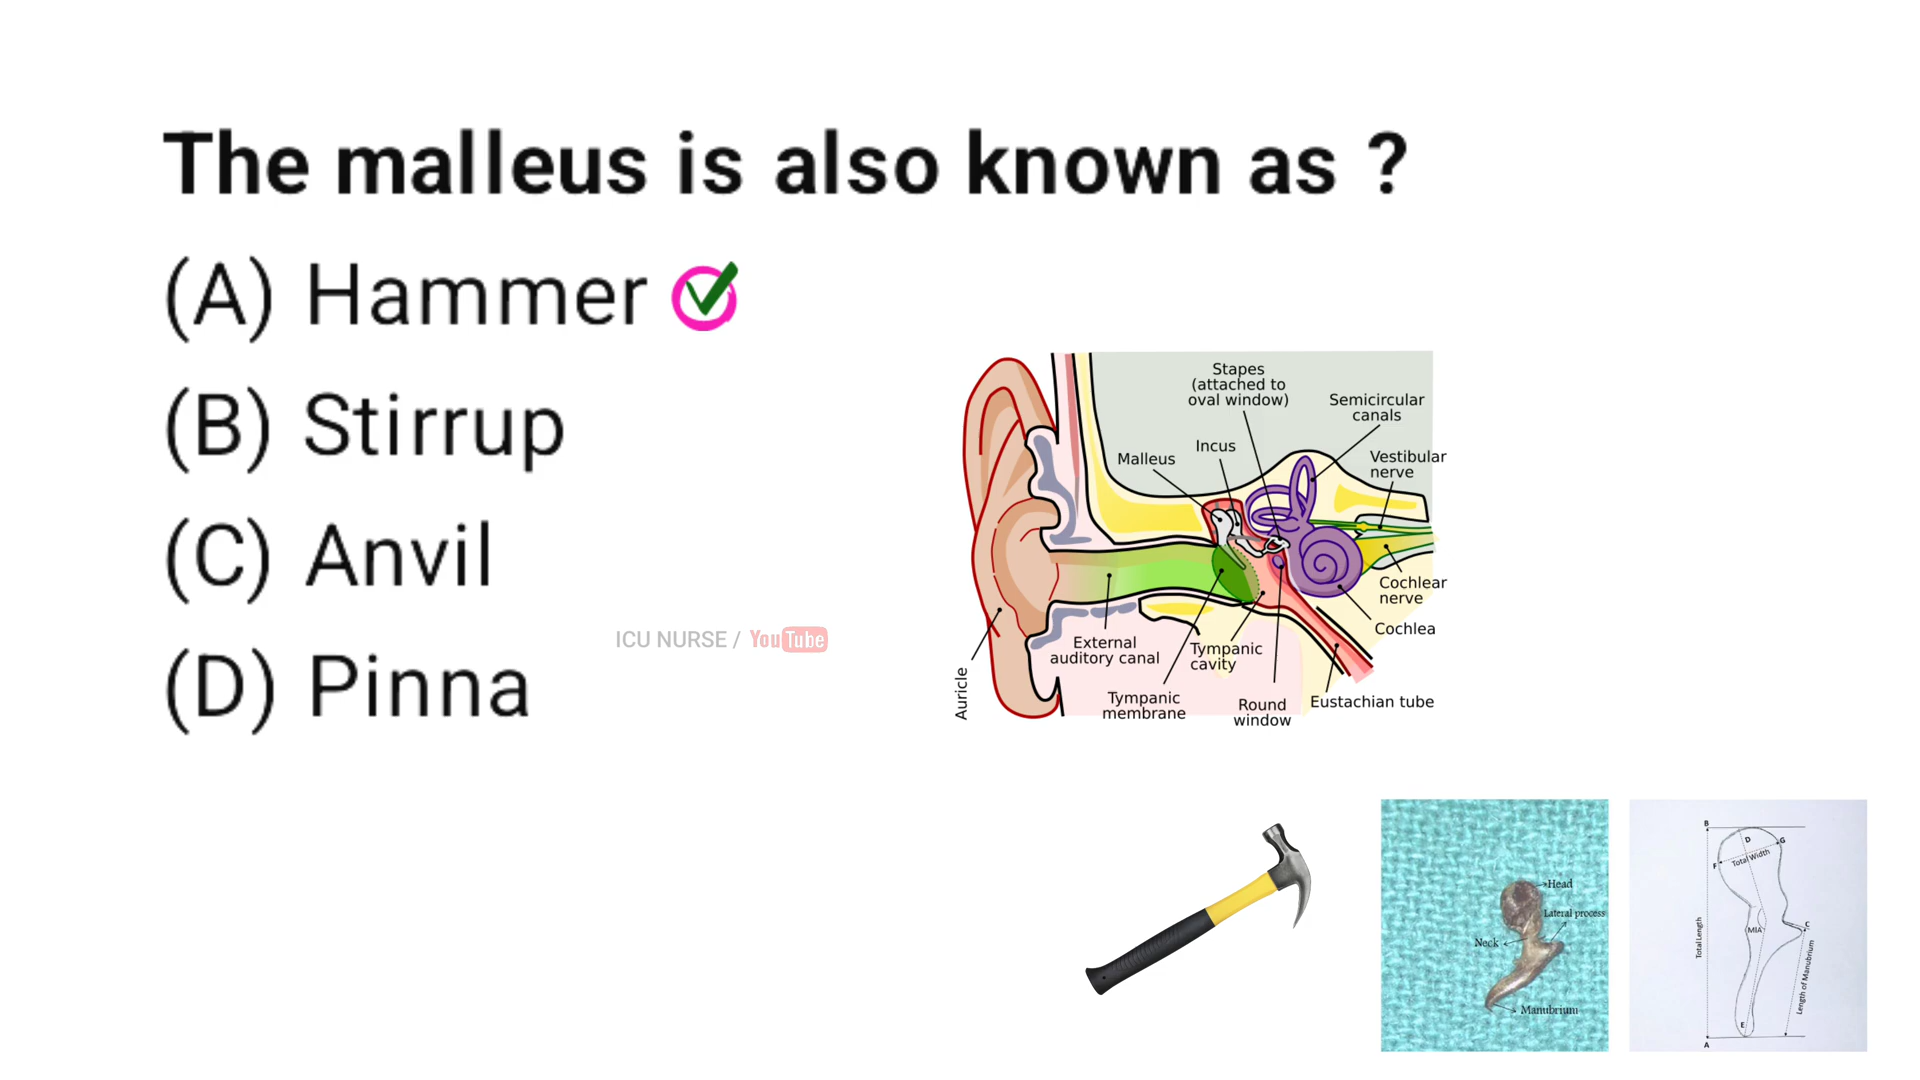 The malleus is also known as ?
(A) Hammer
(B) Stirrup
(C) Anvil
(D) Pinna
ICU NURSE / YouTube
Stapes
(attached to
oval window)
Semicircular
canals
Malleus
Incus
Vestibular
nerve
Cochlear
nerve
Cochlea
External
auditory canal
Tympanic
cavity
Auricle
Tympanic
membrane
Round
window
Eustachian tube
Head
Lateral process
Neck
Manubrium
B
D
G
F
Total Width
Total Length
MIA
C
Length of Manubrium
E
A